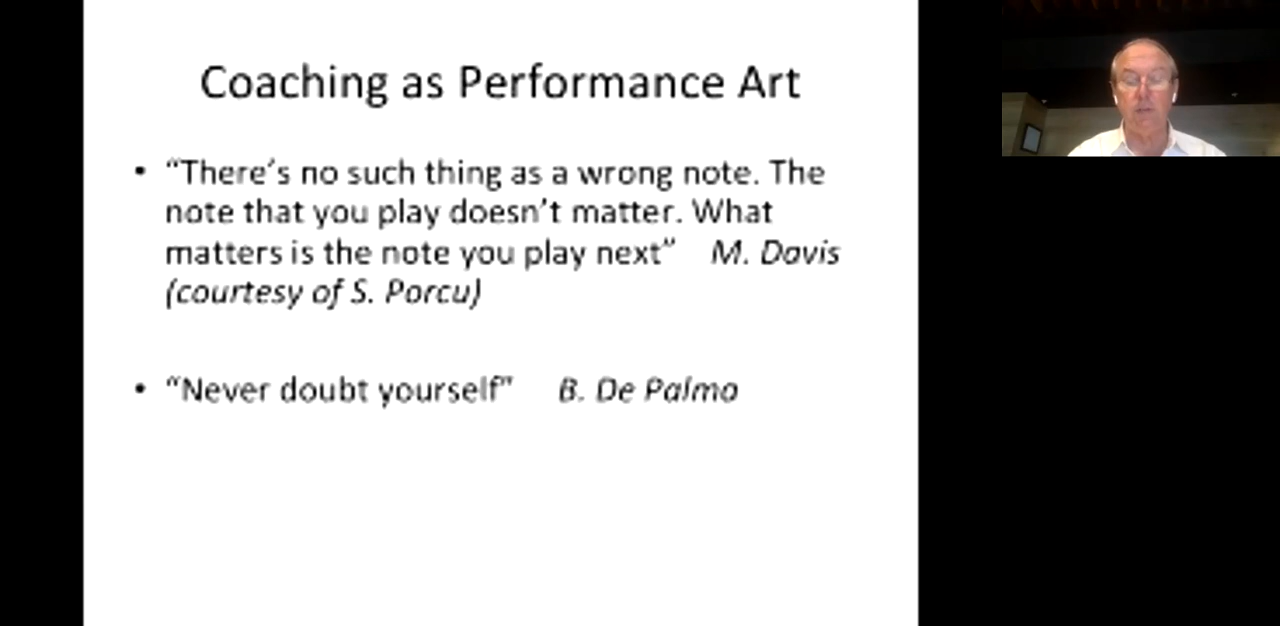 Coaching as Performance Art
• “There’s no such thing as a wrong note. The
note that you play doesn’t matter. What
matters is the note you play next” M. Davis
(courtesy of S. Porcu)
• “Never doubt yourself” B. De Palma